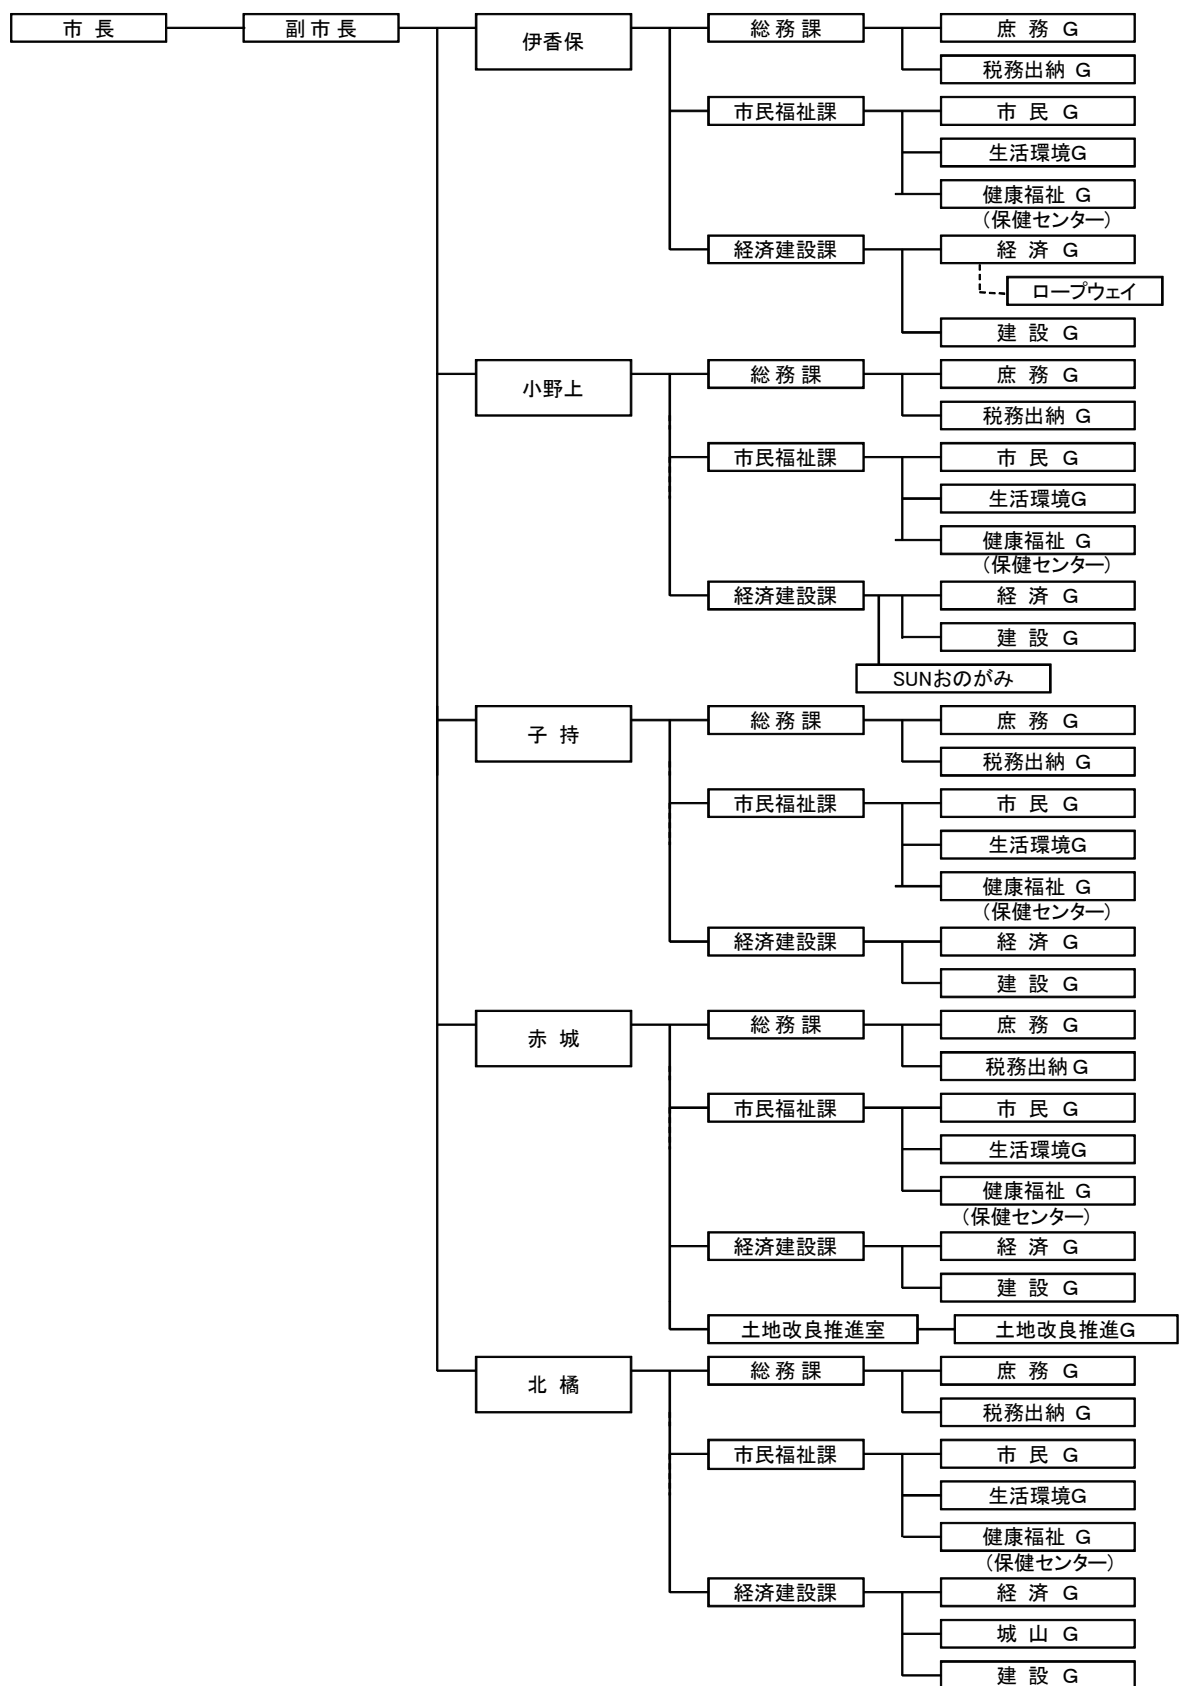 市 長 副 市 長 伊香保 総 務 課 庶 務 G
税務出納 G
市民福祉課 市 民 G
生活環境G
健康福祉 G
（保健センター）
経済建設課 経 済 G
ロープウェイ
建 設 G
小野上 総 務 課 庶 務 G
税務出納 G
市民福祉課 市 民 G
生活環境G
健康福祉 G
（保健センター）
経済建設課 経 済 G
建 設 G
SUNおのがみ
子 持 総 務 課 庶 務 G
税務出納 G
市民福祉課 市 民 G
生活環境G
健康福祉 G
（保健センター）
経済建設課 経 済 G
建 設 G
赤 城 総 務 課 庶 務 G
税務出納 G
市民福祉課 市 民 G
生活環境G
健康福祉 G
（保健センター）
経済建設課 経 済 G
建 設 G
土地改良推進室 土地改良推進G
北 橘 総 務 課 庶 務 G
税務出納 G
市民福祉課 市 民 G
生活環境G
健康福祉 G
（保健センター）
経済建設課 経 済 G
城 山 G
建 設 G